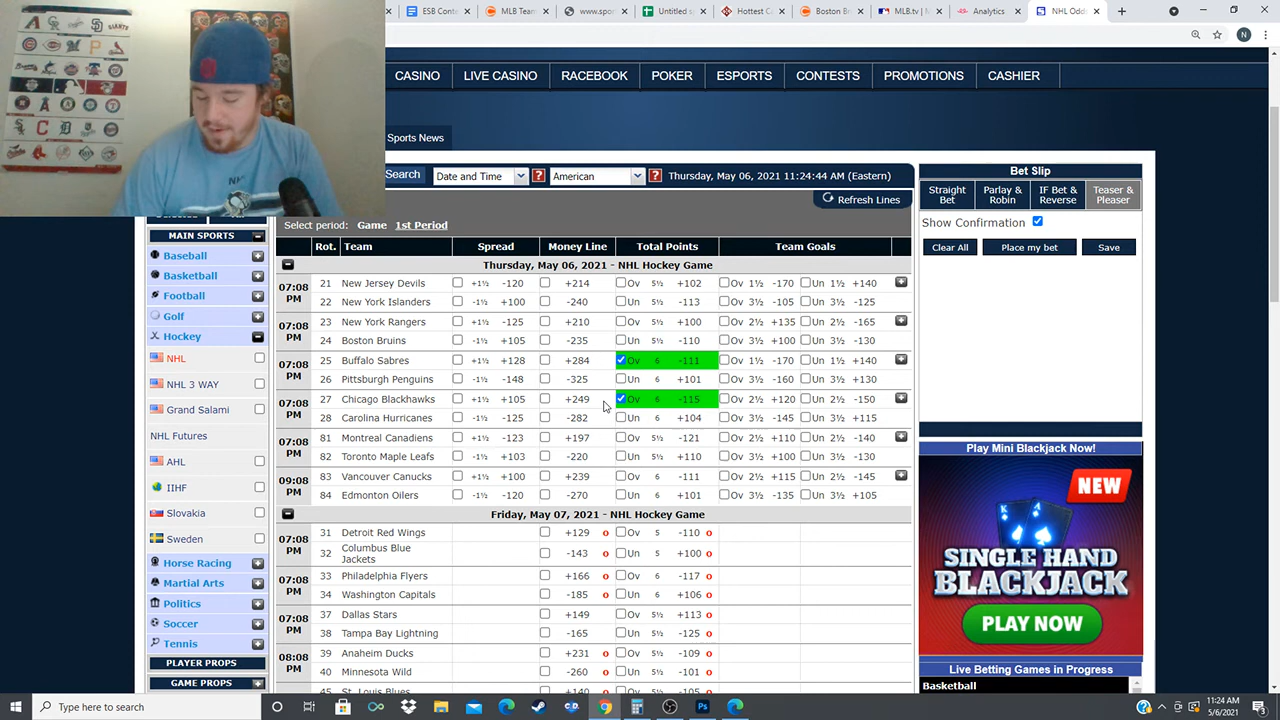 ESB Conte
MLB Team
www.spor
Untitled s
Hottest C
Boston Be
MLB.tv | M
Analytics
NHL Odd
N
CASINO LIVE CASINO RACEBOOK POKER ESPORTS CONTESTS PROMOTIONS CASHIER
Sports News
Search Date and Time ? American ? Thursday, May 06, 2021 11:24:44 AM (Eastern)
Refresh Lines
Select period: Game 1st Period
Rot. Team Spread Money Line Total Points Team Goals
Thursday, May 06, 2021 - NHL Hockey Game
07:08 PM
21 New Jersey Devils +1½ -120 +214 Ov 5½ +102 Ov 1½ -170 Un 1½ +140
22 New York Islanders -1½ +100 -240 Un 5½ -113 Ov 3½ -105 Un 3½ -125
07:08 PM
23 New York Rangers +1½ -125 +210 Ov 5½ +100 Ov 2½ +135 Un 2½ -165
24 Boston Bruins -1½ +105 -235 Un 5½ -110 Ov 3½ +100 Un 3½ -130
07:08 PM
25 Buffalo Sabres +1½ +128 +284 Ov 6 -111 Ov 1½ -170 Un 1½ +140
26 Pittsburgh Penguins -1½ -148 -325 Un 6 +101 Ov 3½ -160 Un 3½ +130
07:08 PM
27 Chicago Blackhawks +1½ +105 +249 Ov 6 -115 Ov 2½ +120 Un 2½ -150
28 Carolina Hurricanes -1½ -125 -282 Un 6 +104 Ov 3½ -145 Un 3½ +115
07:08 PM
81 Montreal Canadiens +1½ -123 +197 Ov 5½ -121 Ov 2½ +110 Un 2½ -140
82 Toronto Maple Leafs -1½ +103 -220 Un 5½ +110 Ov 3½ +100 Un 3½ -130
09:08 PM
83 Vancouver Canucks +1½ +100 +239 Ov 6 -111 Ov 2½ +115 Un 2½ -145
84 Edmonton Oilers -1½ -120 -270 Un 6 +101 Ov 3½ -135 Un 3½ +105
Friday, May 07, 2021 - NHL Hockey Game
07:08 PM
31 Detroit Red Wings +129 o Ov 5 -110 o
32 Columbus Blue Jackets -143 o Un 5 +100 o
07:08 PM
33 Philadelphia Flyers +166 o Ov 6 -117 o
34 Washington Capitals -185 o Un 6 +106 o
07:08 PM
37 Dallas Stars +149 Ov 5½ +113 o
38 Tampa Bay Lightning -165 Un 5½ -125 o
08:08 PM
39 Anaheim Ducks +231 o Ov 5½ -109 o
40 Minnesota Wild -260 o Un 5½ -101 o
45 St. Louis Blues +140 o Ov 5½ -105 o
MAIN SPORTS
Baseball
Basketball
Football
Golf
Hockey
NHL
NHL 3 WAY
Grand Salami
NHL Futures
AHL
IIHF
Slovakia
Sweden
Horse Racing
Martial Arts
Politics
Soccer
Tennis
PLAYER PROPS
GAME PROPS
Bet Slip
Straight Bet Parlay & Robin IF Bet & Reverse Teaser & Pleaser
Show Confirmation
Clear All Place my bet Save
Play Mini Blackjack Now!
NEW
SINGLE HAND
BLACKJACK
PLAY NOW
Live Betting Games in Progress
Basketball
Type here to search
11:24 AM
5/6/2021